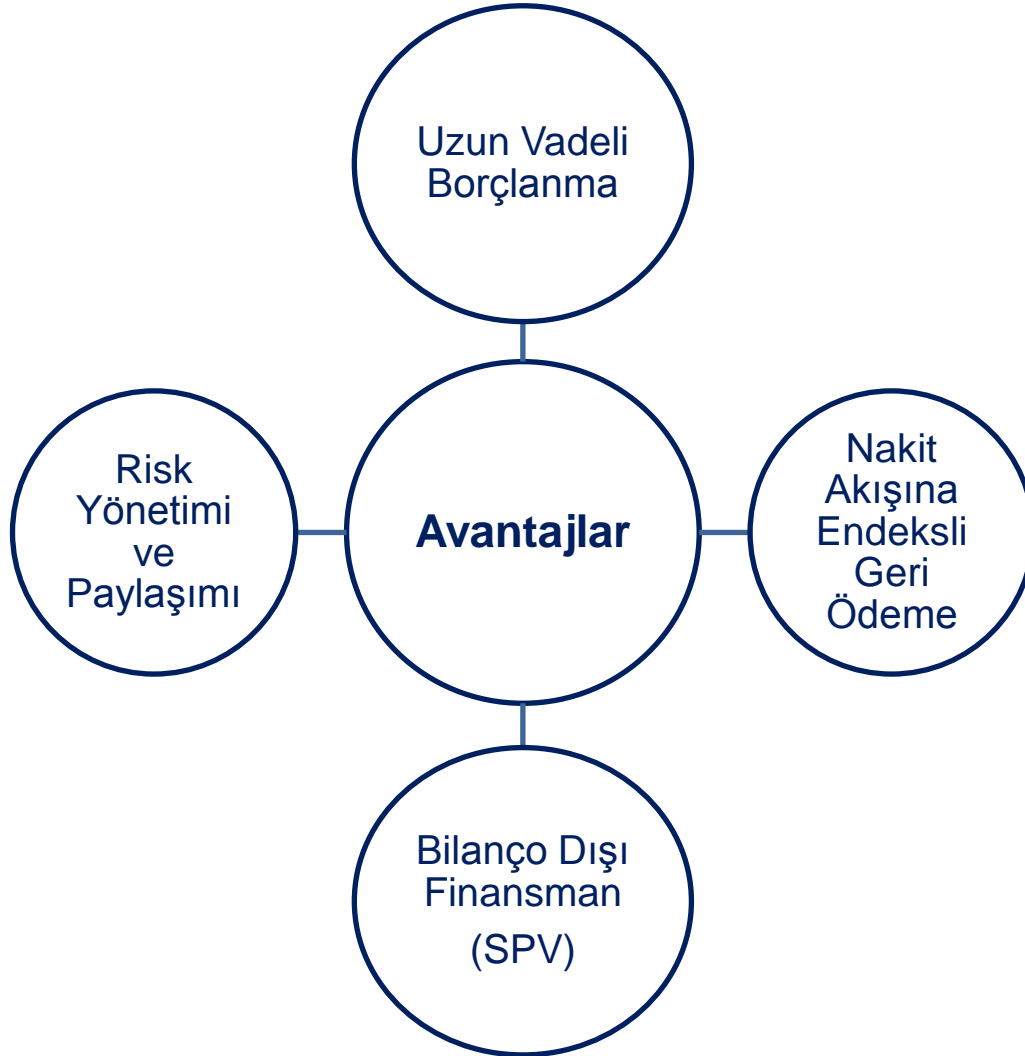 Uzun Vadeli
Borçlanma
Risk
Yönetimi
ve
Paylaşımı
Avantajlar
Nakit
Akışına
Endeksli
Geri
Ödeme
Bilanço Dışı
Finansman
(SPV)